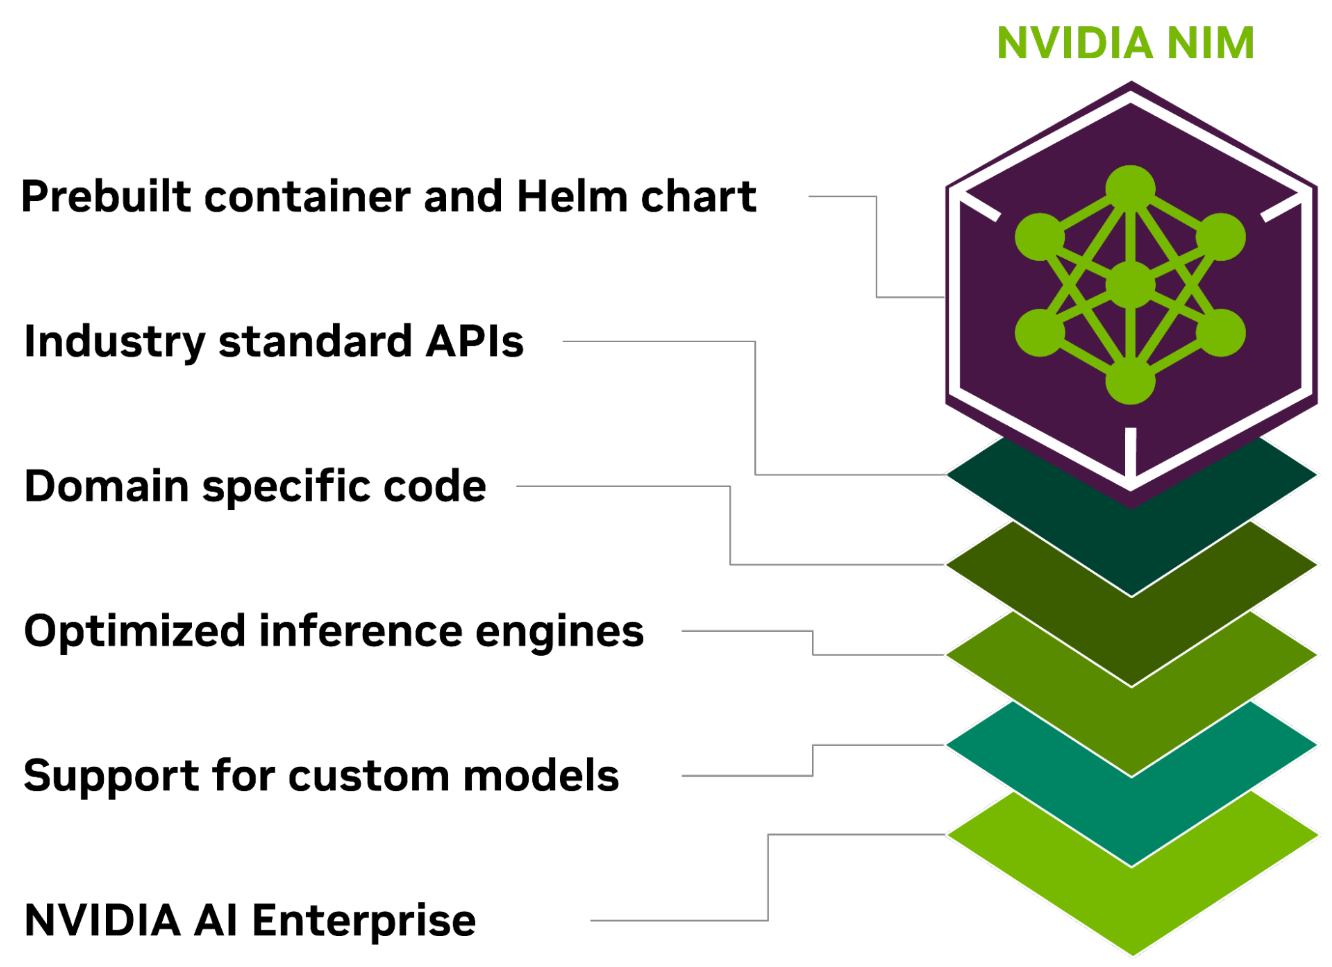 NVIDIA NIM
Prebuilt container and Helm chart
Industry standard APIs
Domain specific code
Optimized inference engines
Support for custom models
NVIDIA AI Enterprise